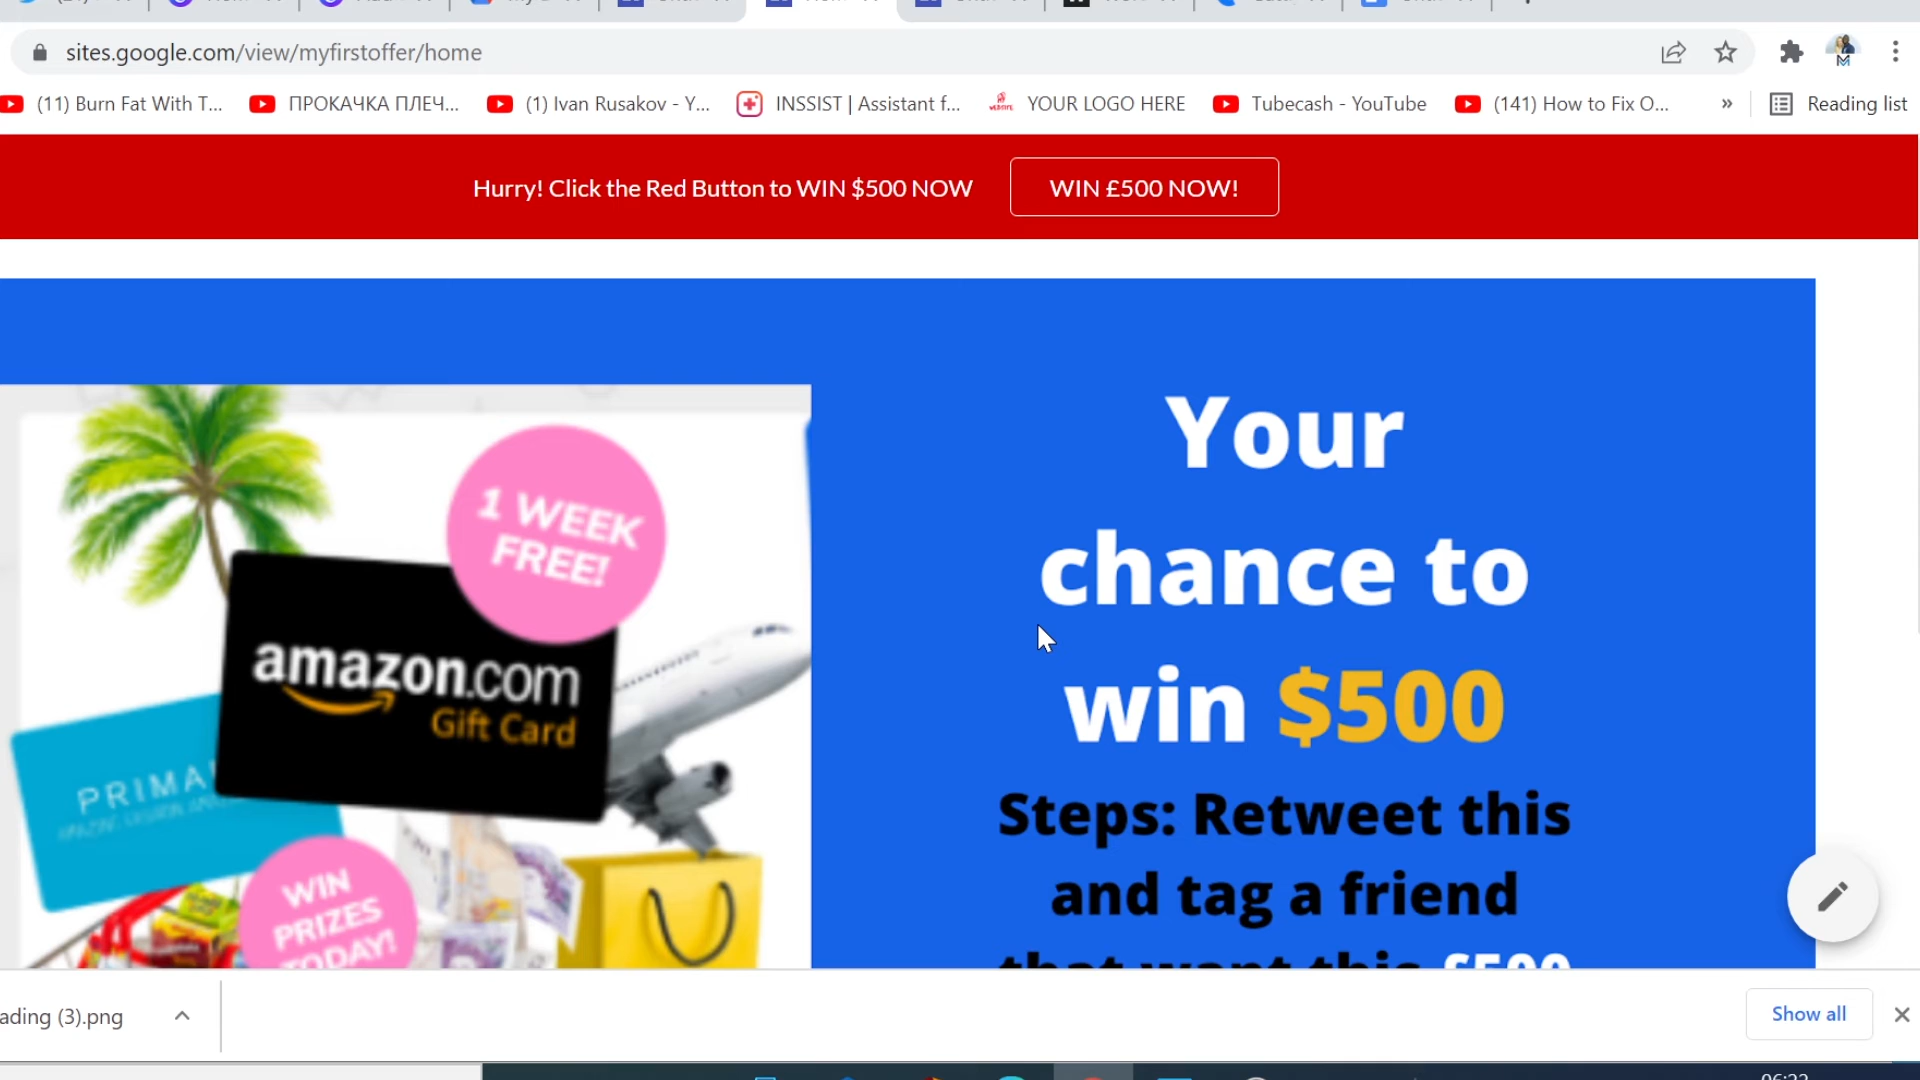 sites.google.com/view/myfirstoffer/home
(11) Burn Fat With T... ПРОКАЧКА ПЛЕЧ... (1) Ivan Rusakov - Y... INSSIST | Assistant f... YOUR LOGO HERE Tubecash - YouTube (141) How to Fix O... » Reading list
Hurry! Click the Red Button to WIN $500 NOW WIN £500 NOW!
1 WEEK
FREE!
amazon.com
Gift Card
WIN
PRIZES
TODAY!
Your
chance to
win $500
Steps: Retweet this
and tag a friend
that want this
ading (3).png
Show all